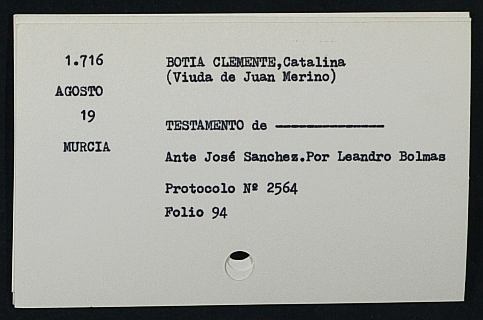 1.716
BOTIA CLEMENTE,Catalina
(Viuda de Juan Merino)
AGOSTO
19
TESTAMENTO de --------------
MURCIA
Ante José Sanchez.Por Leandro Bolmas
Protocolo Nº 2564
Folio 94